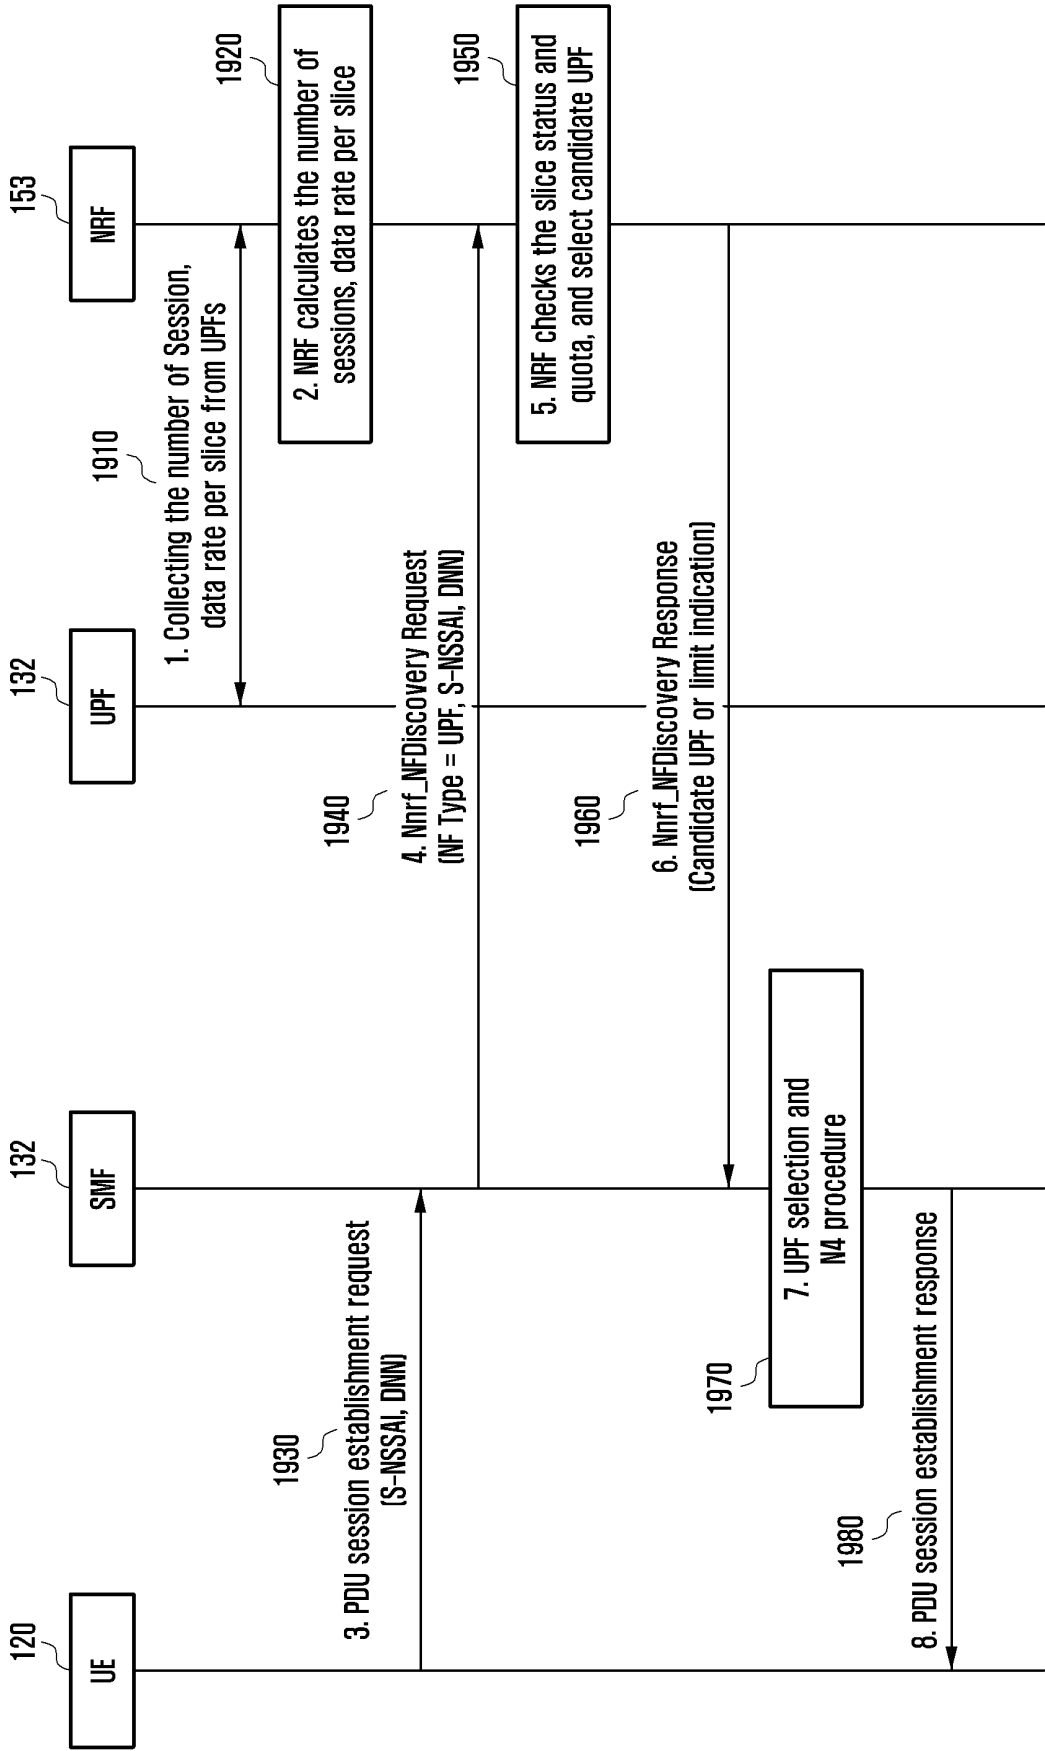 120
132
132
153
UE
SMF
UPF
NRF
1910
1. Collecting the number of Session,
data rate per slice from UPFs
1920
2. NRF calculates the number of
sessions, data rate per slice
1930
3. PDU session establishment request
(S-NSSAI, DNN)
1940
4. Nnrf_NFDiscovery Request
(NF Type = UPF, S-NSSAI, DNN)
1950
5. NRF checks the slice status and
quota, and select candidate UPF
1960
6. Nnrf_NFDiscovery Response
(Candidate UPF or limit indication)
1970
7. UPF selection and
N4 procedure
1980
8. PDU session establishment response